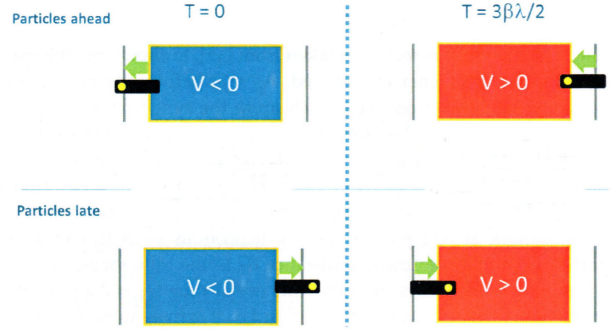 Particles ahead
T = 0
T = 3βλ/2
V < 0
V > 0
Particles late
V < 0
V > 0